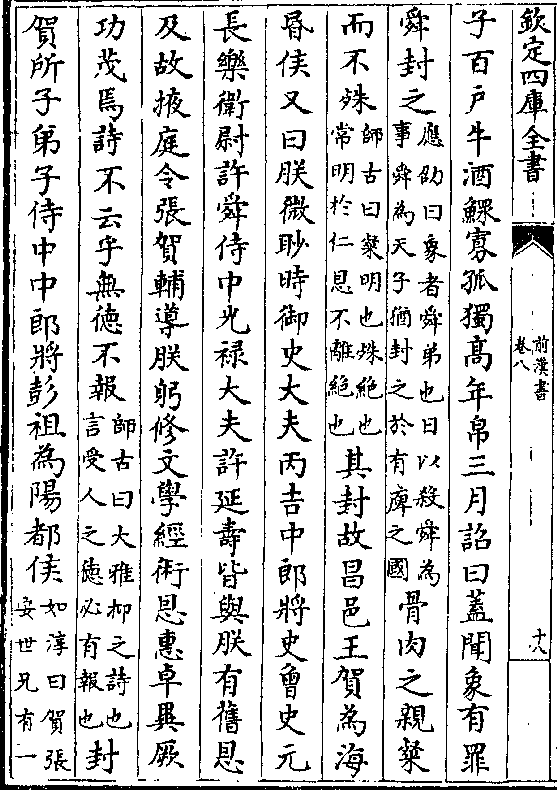 欽定四庫全書
前漢書
卷八
十八
子百戸牛酒鰥寡孤獨高年帛三月詔曰蓋聞象有罪
舜封之應劭曰象者舜弟也日以殺舜為事舜為天子猶封之於有庳之國骨肉之親粲
而不殊師古曰粲明也殊絶也常明於仁恩不離絶也其封故昌邑王賀為海
昬侯又曰朕微眇時御史大夫丙吉中郎將史曾史元
長樂衛尉許舜侍中光禄大夫許延壽皆與朕有舊恩
及故掖庭令張賀輔導朕躬修文學經術恩惠卓異厥
功茂焉詩不云乎無德不報師古曰大雅抑之詩也言受人之德必有報也封
賀所子弟子侍中中郎將彭祖為陽都侯如淳曰賀張安世兄有一